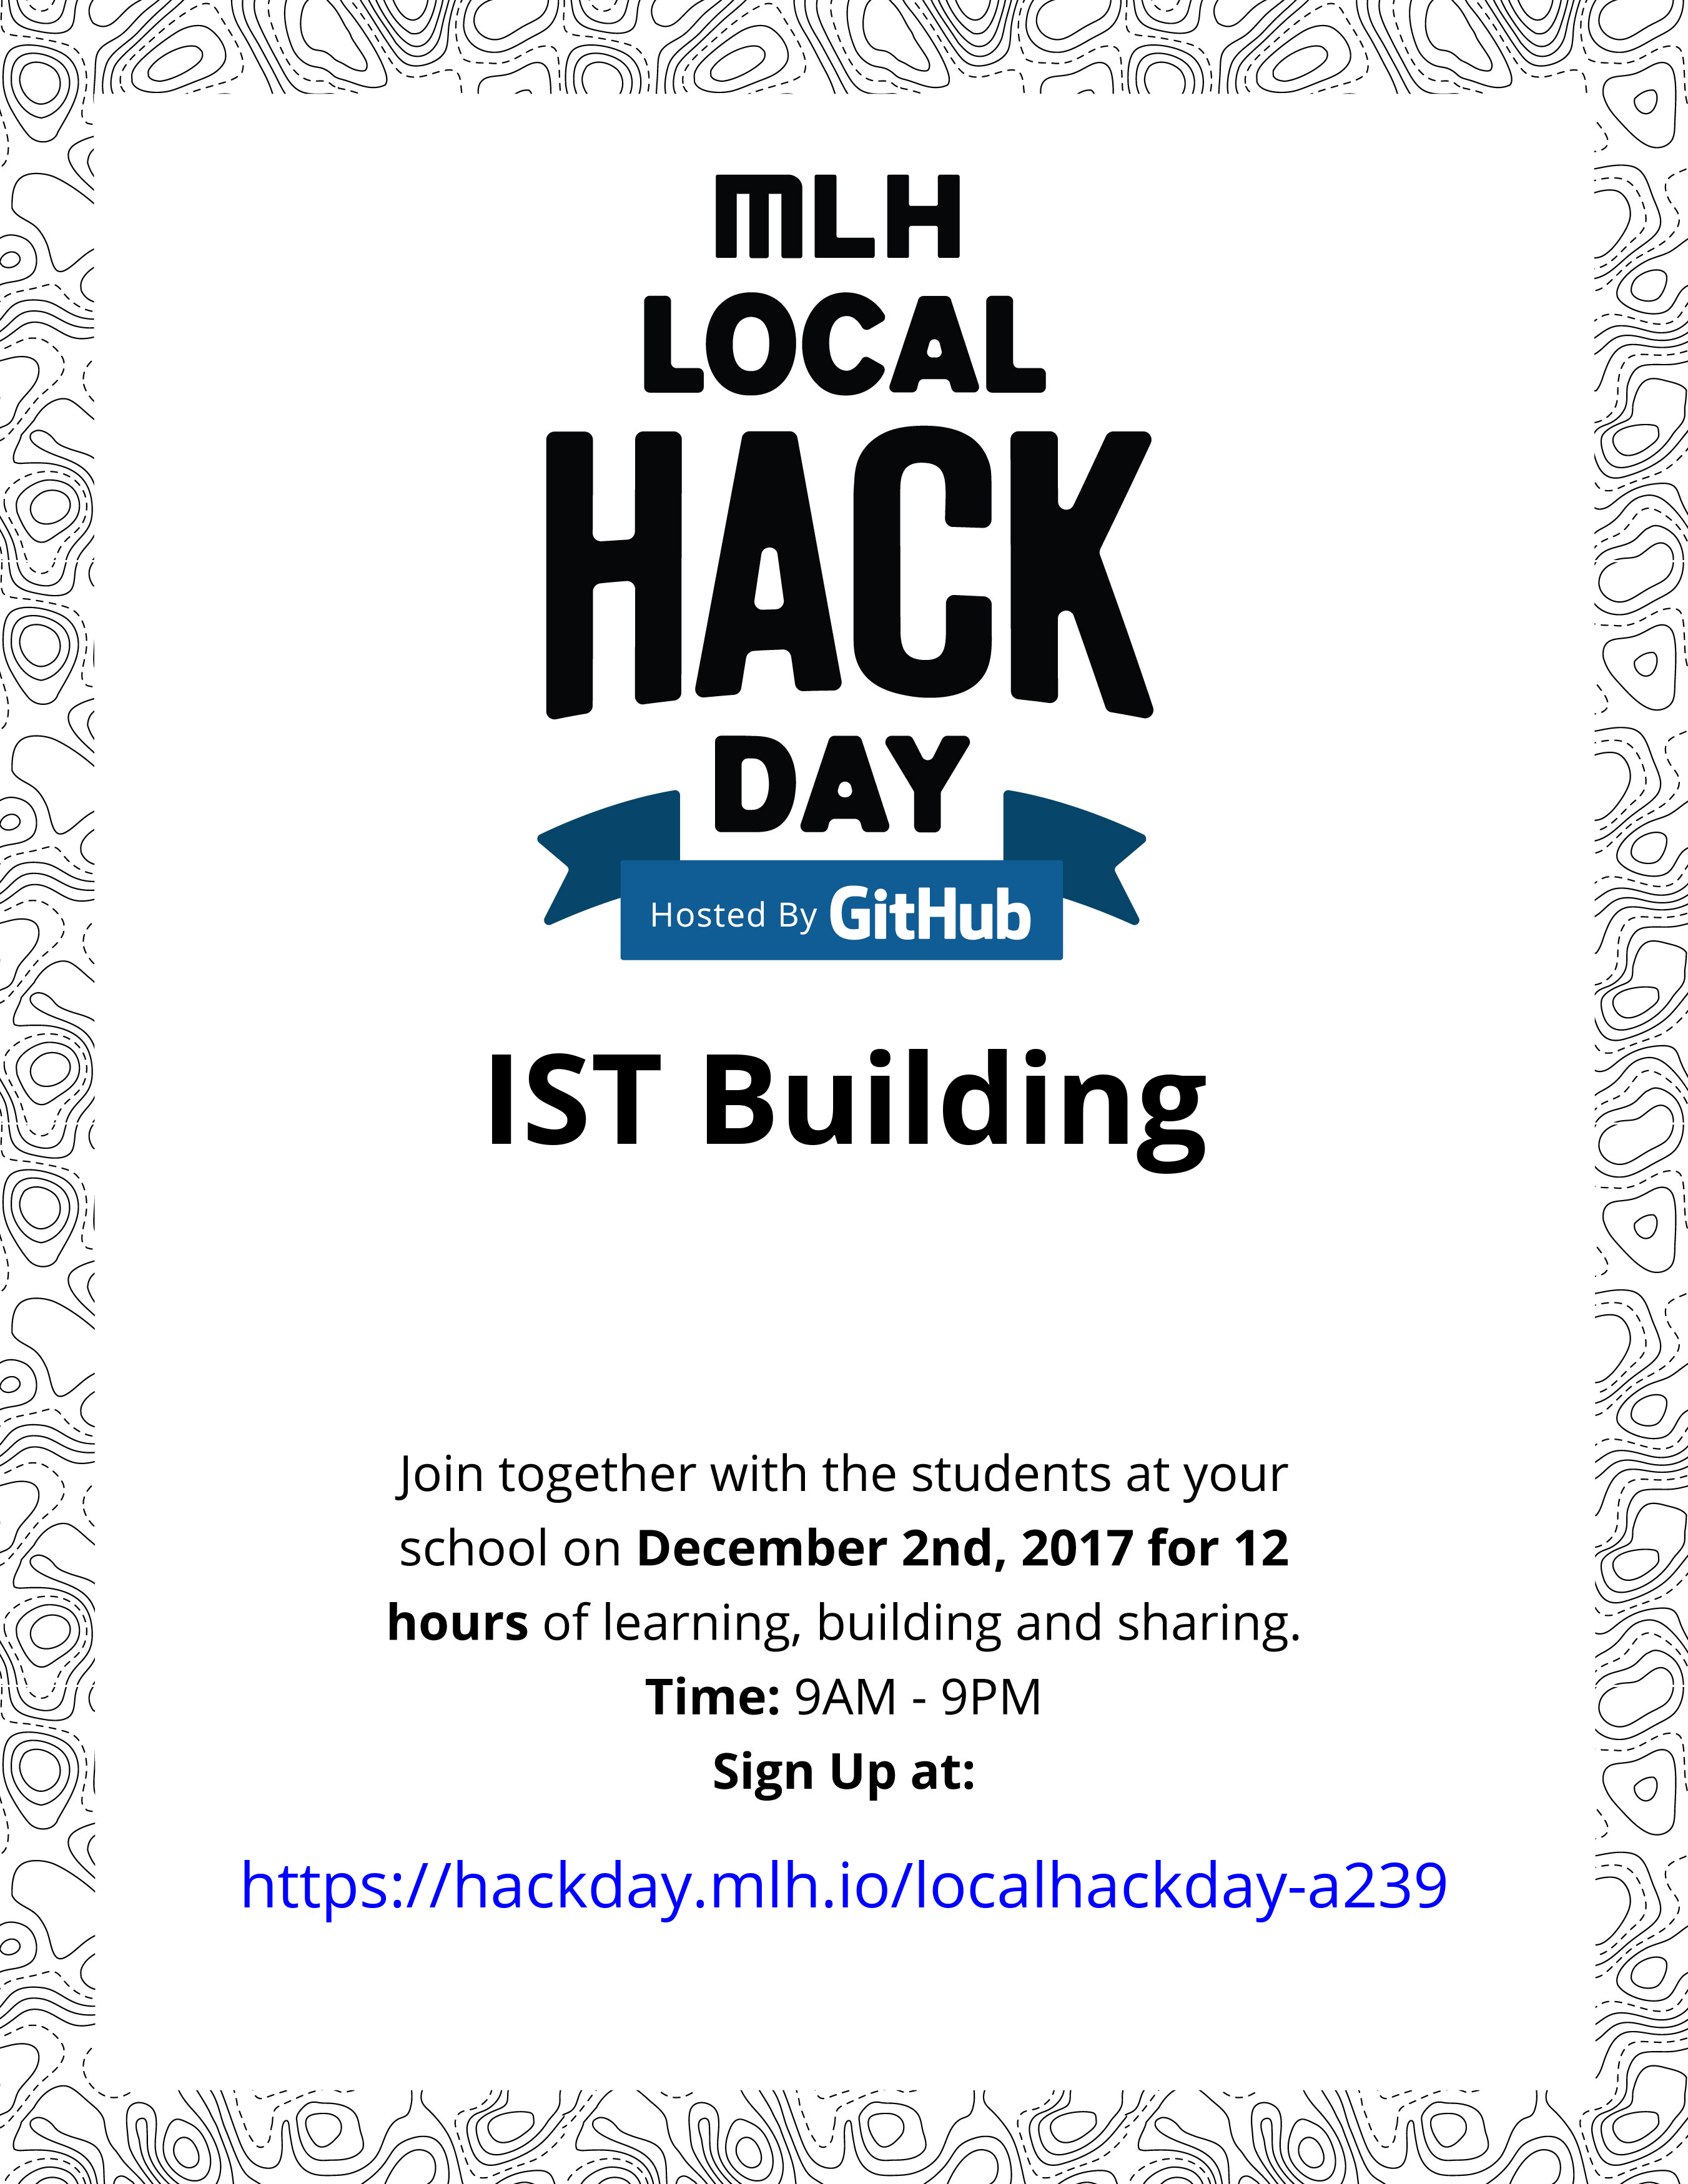 MLH
LOCAL
HACK
DAY
Hosted By GitHub
IST Building
Join together with the students at your
school on December 2nd, 2017 for 12
hours of learning, building and sharing.
Time: 9AM - 9PM
Sign Up at:
https://hackday.mlh.io/localhackday-a239